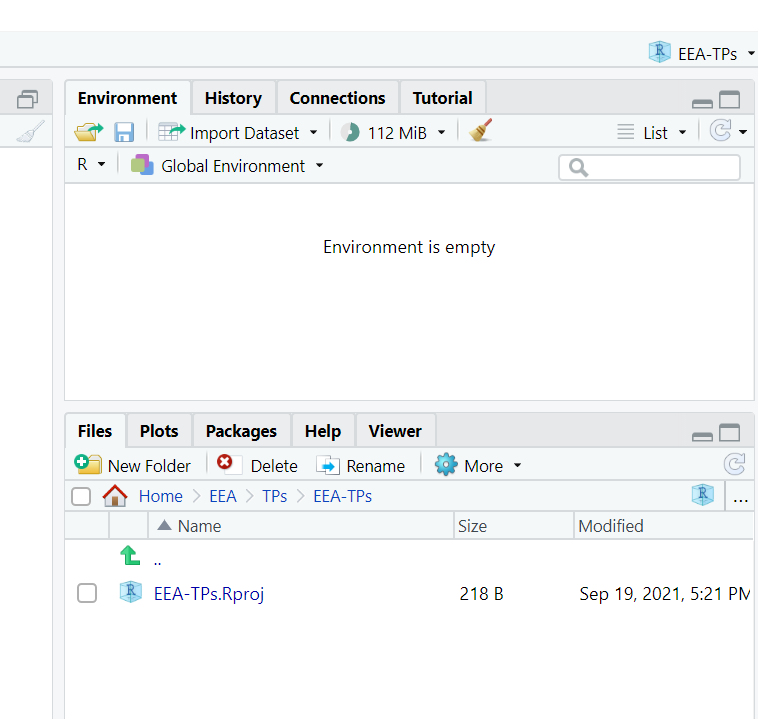 EEA-TPs
Environment History Connections Tutorial
Import Dataset 112 MiB List
R Global Environment
Environment is empty
Files Plots Packages Help Viewer
New Folder Delete Rename More
Home EEA TPs EEA-TPs R ...
Name Size Modified
..
EEA-TPs.Rproj 218 B Sep 19, 2021, 5:21 PM